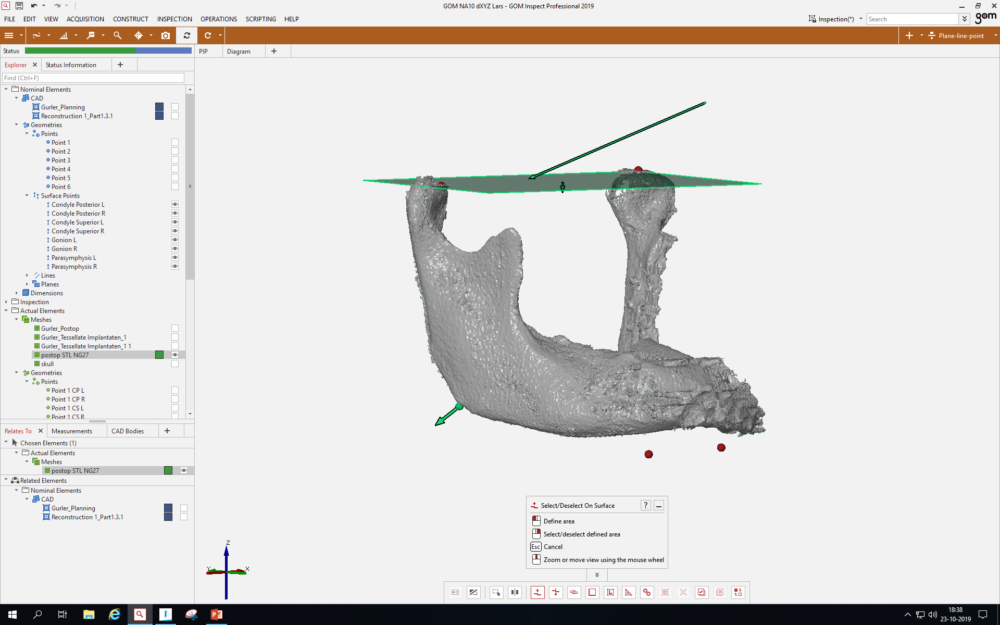 GOM NA10 dXYZ Lars - GOM Inspect Professional 2019
FILE EDIT VIEW ACQUISITION CONSTRUCT INSPECTION OPERATIONS SCRIPTING HELP
Inspection(*)
Search
gom
Plane-line-point
Status
PIP
Diagram
Explorer
Status Information
Find (Ctrl+F)
Nominal Elements
CAD
Gurler_Planning
Reconstruction 1_Part1.3.1
Geometries
Points
Point 1
Point 2
Point 3
Point 4
Point 5
Point 6
Surface Points
Condyle Posterior L
Condyle Posterior R
Condyle Superior L
Condyle Superior R
Gonion L
Gonion R
Parasymphysis L
Parasymphysis R
Lines
Planes
Dimensions
Inspection
Actual Elements
Meshes
Gurler_Postop
Gurler_Tessellate Implantaten_1
Gurler_Tessellate Implantaten_1 1
postop STL NG27
skull
Geometries
Points
Point 1 CP L
Point 1 CP R
Point 1 CS L
Point 1 CS R
Relates To
Measurements
CAD Bodies
Chosen Elements (1)
Actual Elements
Meshes
postop STL NG27
Related Elements
Nominal Elements
CAD
Gurler_Planning
Reconstruction 1_Part1.3.1
Z
Y
X
Select/Deselect On Surface
?
Define area
Select/deselect defined area
Esc Cancel
Zoom or move view using the mouse wheel
18:38
23-10-2019